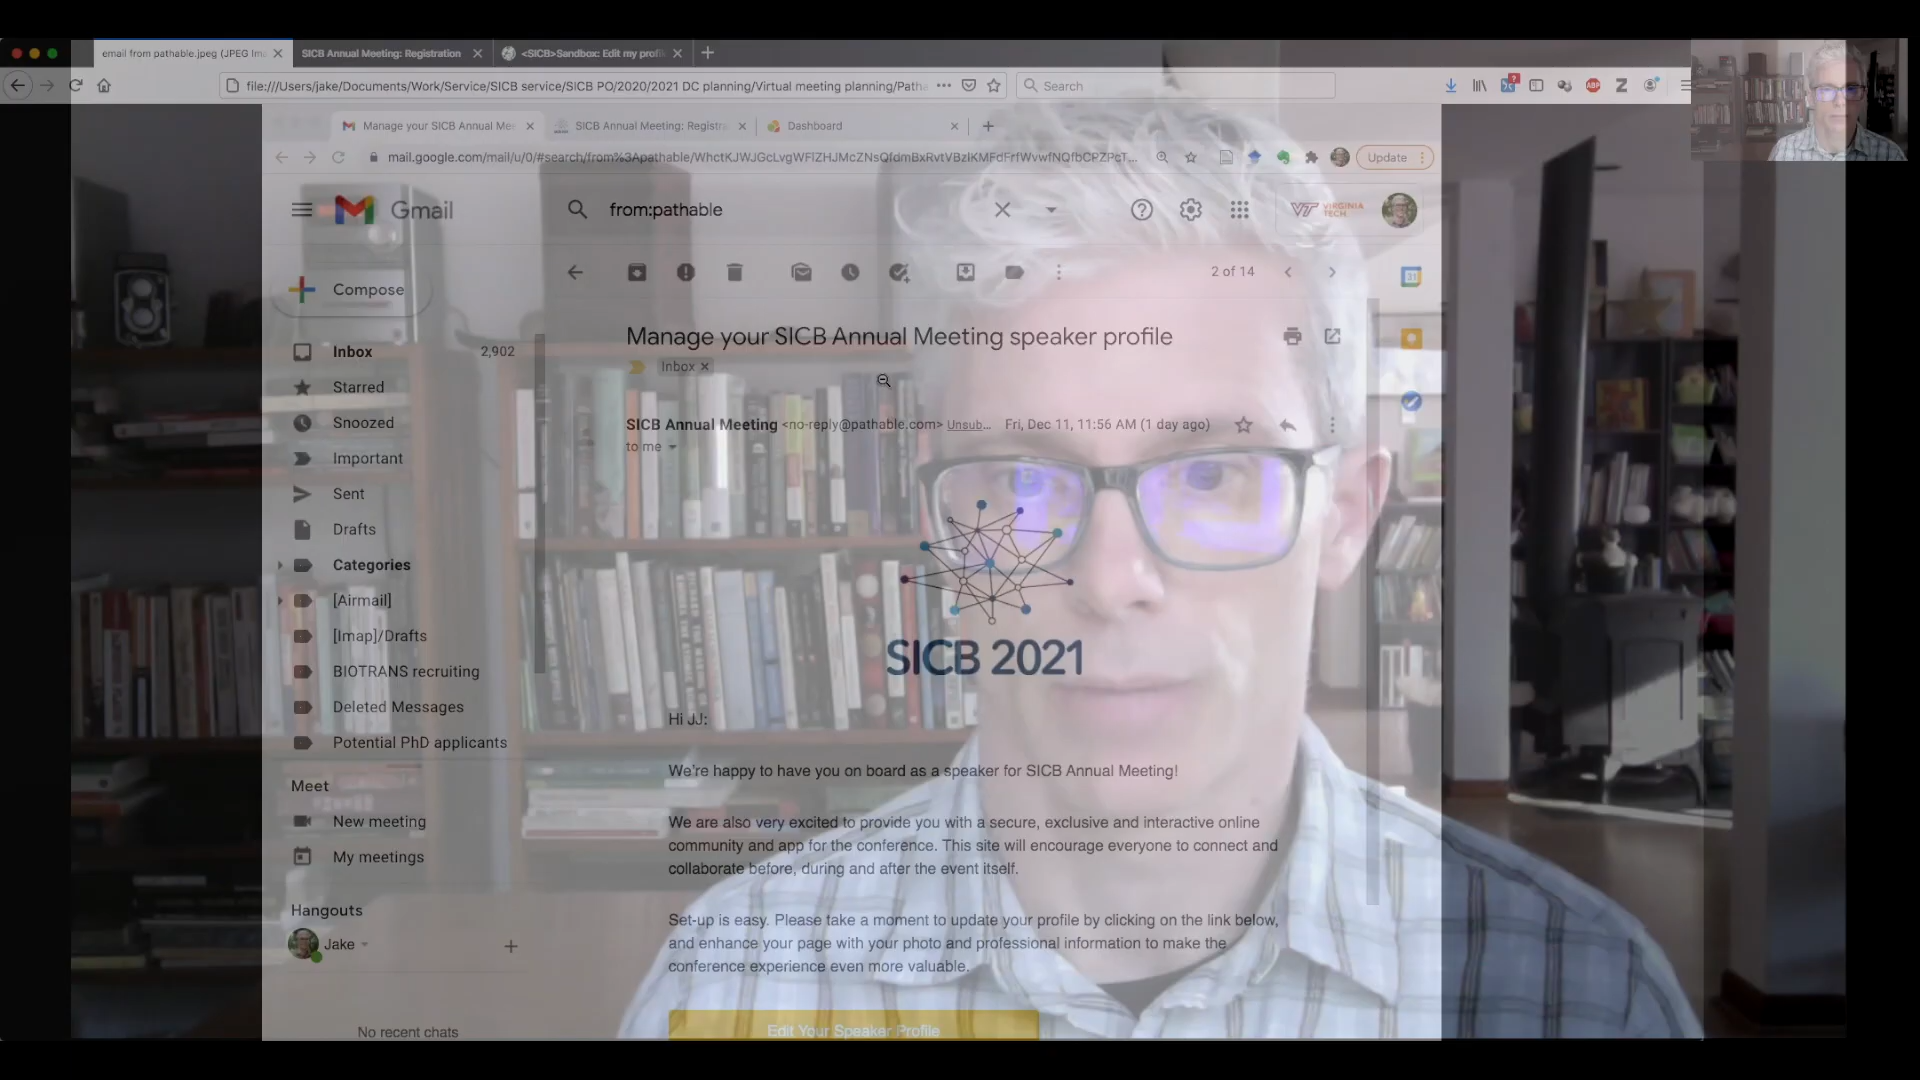 email from pathable.jpeg (JPEG Ima
SICB Annual Meeting: Registration
<SICB>Sandbox: Edit my profil
file:///Users/jake/Documents/Work/Service/SICB service/SICB PO/2020/2021 DC planning/Virtual meeting planning/Patha
Search
Manage your SICB Annual Mee
SICB Annual Meeting: Registra
Dashboard
Update
Gmail
from:pathable
VIRGINIA
TECH
Compose
2 of 14
Manage your SICB Annual Meeting speaker profile
Inbox
Inbox 2,902
Starred
Snoozed
Important
Sent
Drafts
Categories
[Airmail]
[Imap]/Drafts
BIOTRANS recruiting
Deleted Messages
Potential PhD applicants
Meet
New meeting
My meetings
Hangouts
Jake
No recent chats
SICB Annual Meeting <no-reply@pathable.com> Unsub... Fri, Dec 11, 11:56 AM (1 day ago)
to me
SICB 2021
Hi JJ:
We're happy to have you on board as a speaker for SICB Annual Meeting!
We are also very excited to provide you with a secure, exclusive and interactive online
community and app for the conference. This site will encourage everyone to connect and
collaborate before, during and after the event itself.
Set-up is easy. Please take a moment to update your profile by clicking on the link below,
and enhance your page with your photo and professional information to make the
conference experience even more valuable.
Edit Your Speaker Profile